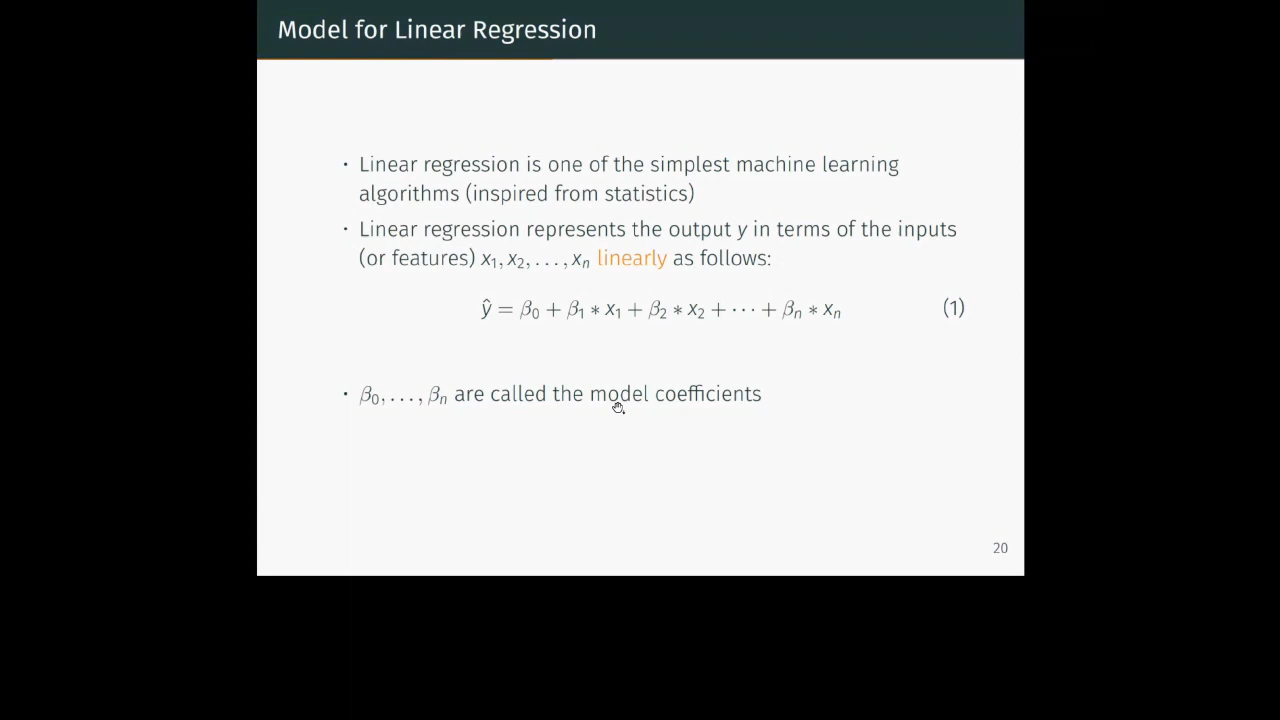 Model for Linear Regression
· Linear regression is one of the simplest machine learning
algorithms (inspired from statistics)
· Linear regression represents the output y in terms of the inputs
(or features) x₁, x₂, . . . , xₙ linearly as follows:
ŷ = β₀ + β₁ ∗ x₁ + β₂ ∗ x₂ + · · · + βₙ ∗ xₙ (1)
· β₀, . . . , βₙ are called the model coefficients
20